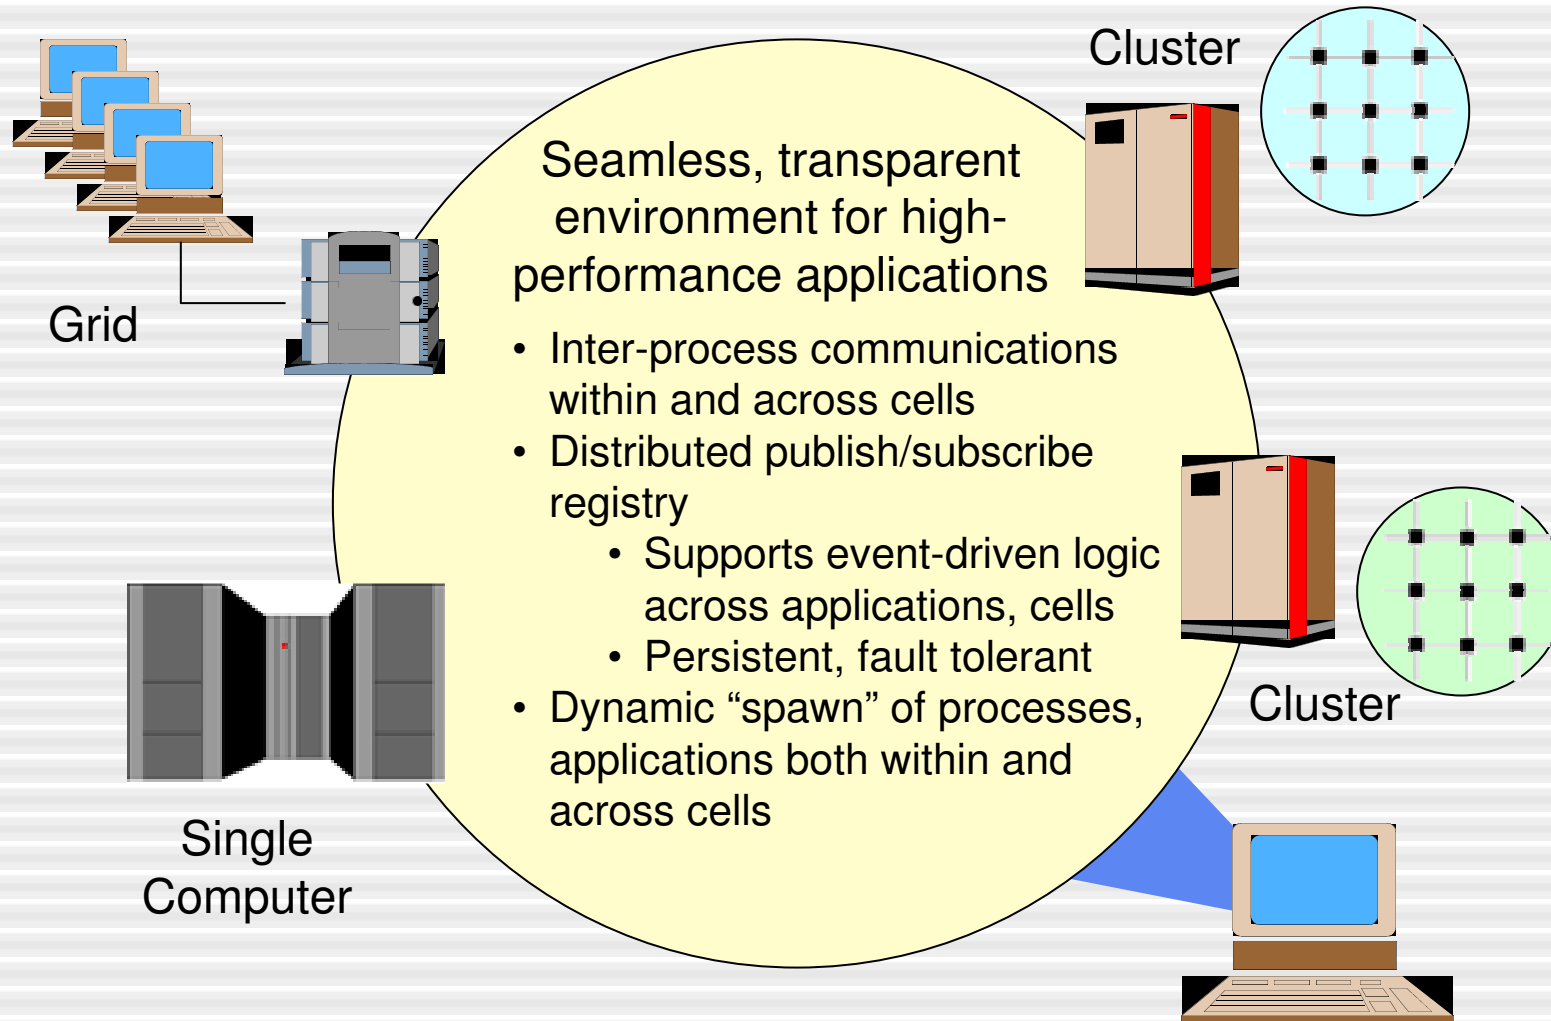 Cluster
Seamless, transparent
environment for high-
performance applications
Grid
• Inter-process communications
within and across cells
• Distributed publish/subscribe
registry
• Supports event-driven logic
across applications, cells
• Persistent, fault tolerant
• Dynamic “spawn” of processes,
applications both within and
across cells
Cluster
Single
Computer